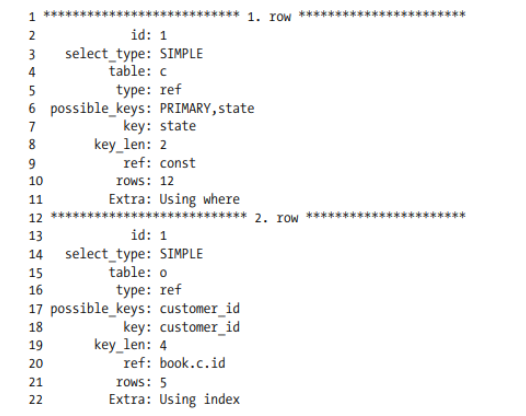 1 *************************** 1. row ***********************
2 id: 1
3 select_type: SIMPLE
4 table: c
5 type: ref
6 possible_keys: PRIMARY,state
7 key: state
8 key_len: 2
9 ref: const
10 rows: 12
11 Extra: Using where
12 *************************** 2. row **********************
13 id: 1
14 select_type: SIMPLE
15 table: o
16 type: ref
17 possible_keys: customer_id
18 key: customer_id
19 key_len: 4
20 ref: book.c.id
21 rows: 5
22 Extra: Using index